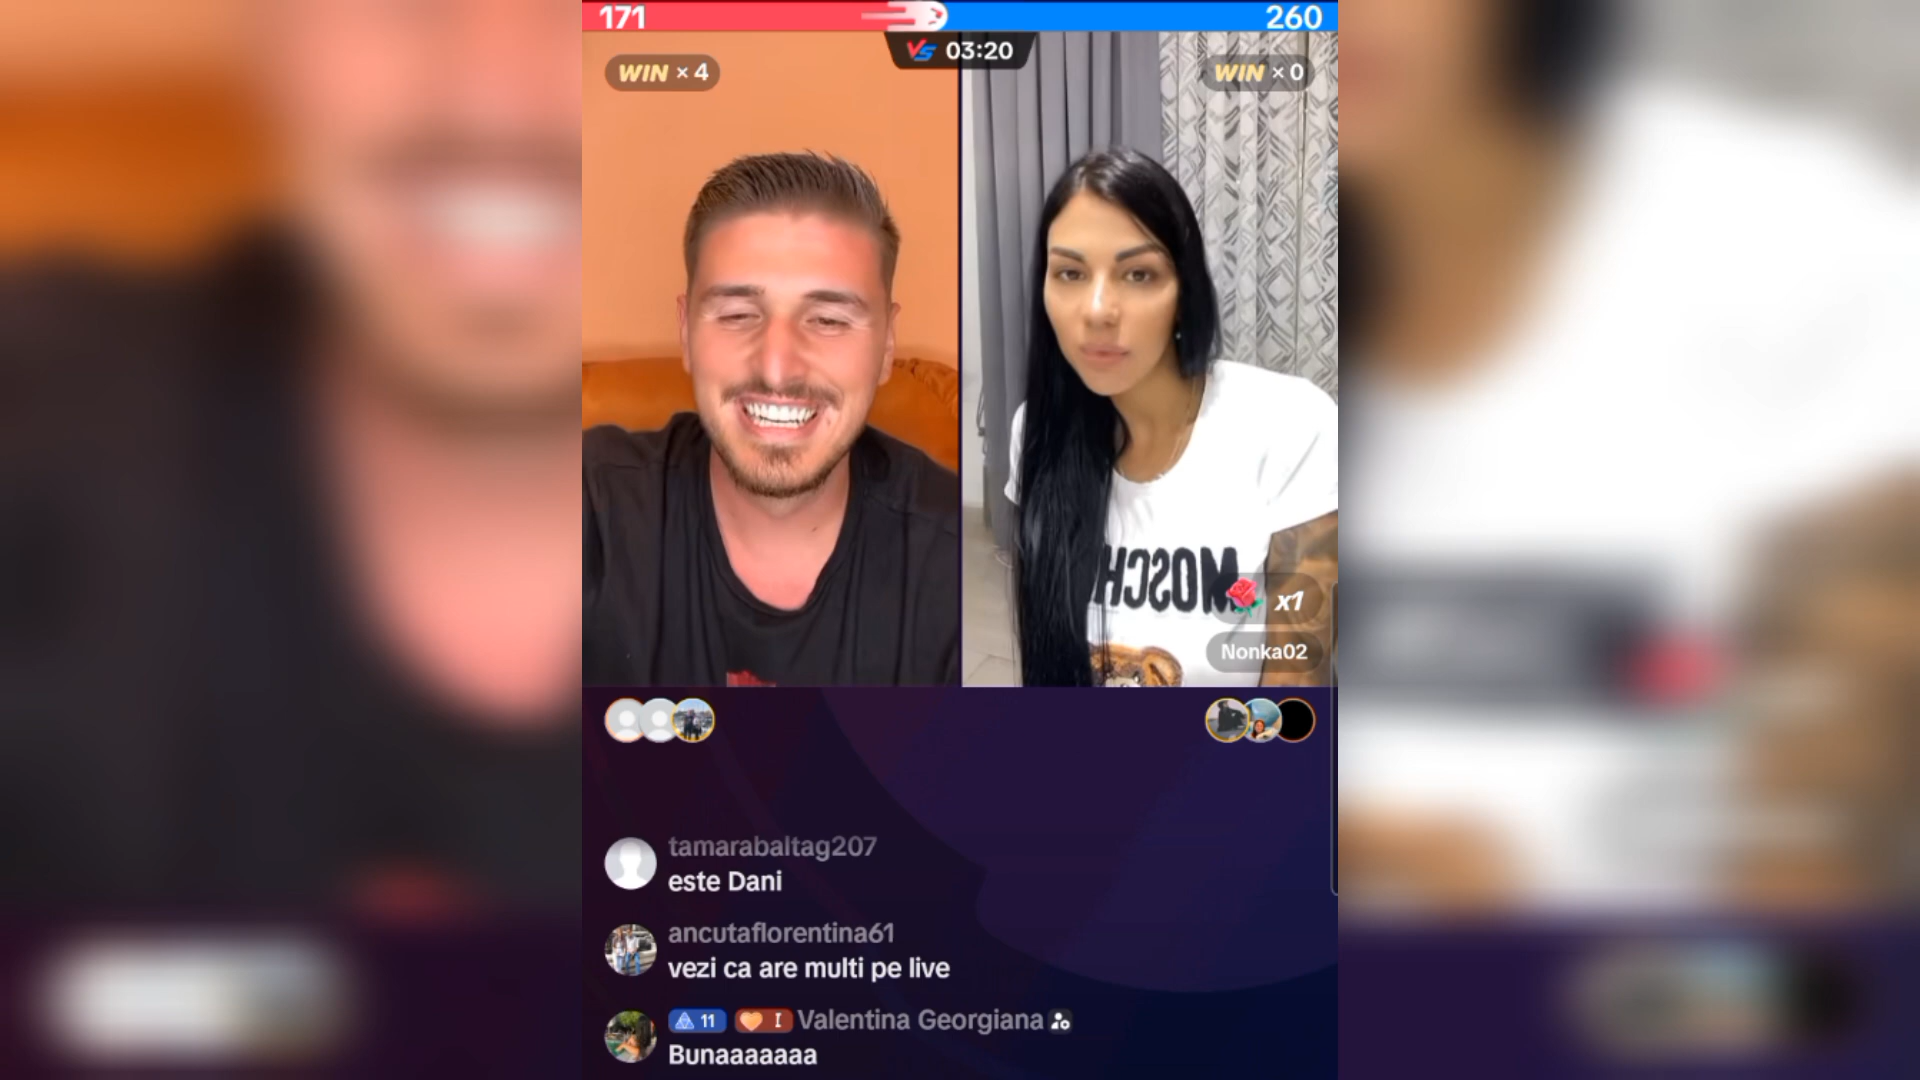 171
260
VS 03:20
WIN × 4
WIN × 0
MOSCH
x1
Nonka02
tamarabaltag207
este Dani
ancutaflorentina61
vezi ca are multi pe live
11 I Valentina Georgiana
Bunaaaaaaa